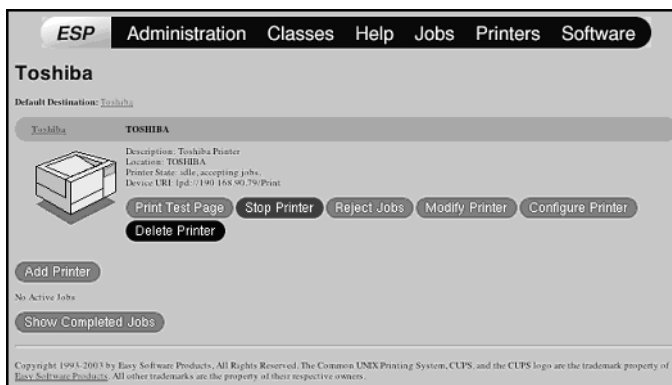 ESP Administration Classes Help Jobs Printers Software
Toshiba
Default Destination: Toshiba
Toshiba TOSHIBA
Description: Toshiba Printer
Location: TOSHIBA
Printer State: idle, accepting jobs.
Device URI: lpd://190.168.90.79/Print
Print Test Page Stop Printer Reject Jobs Modify Printer Configure Printer
Delete Printer
Add Printer
No Active Jobs
Show Completed Jobs
Copyright 1993-2003 by Easy Software Products, All Rights Reserved. The Common UNIX Printing System, CUPS, and the CUPS logo are the trademark property of
Easy Software Products. All other trademarks are the property of their respective owners.